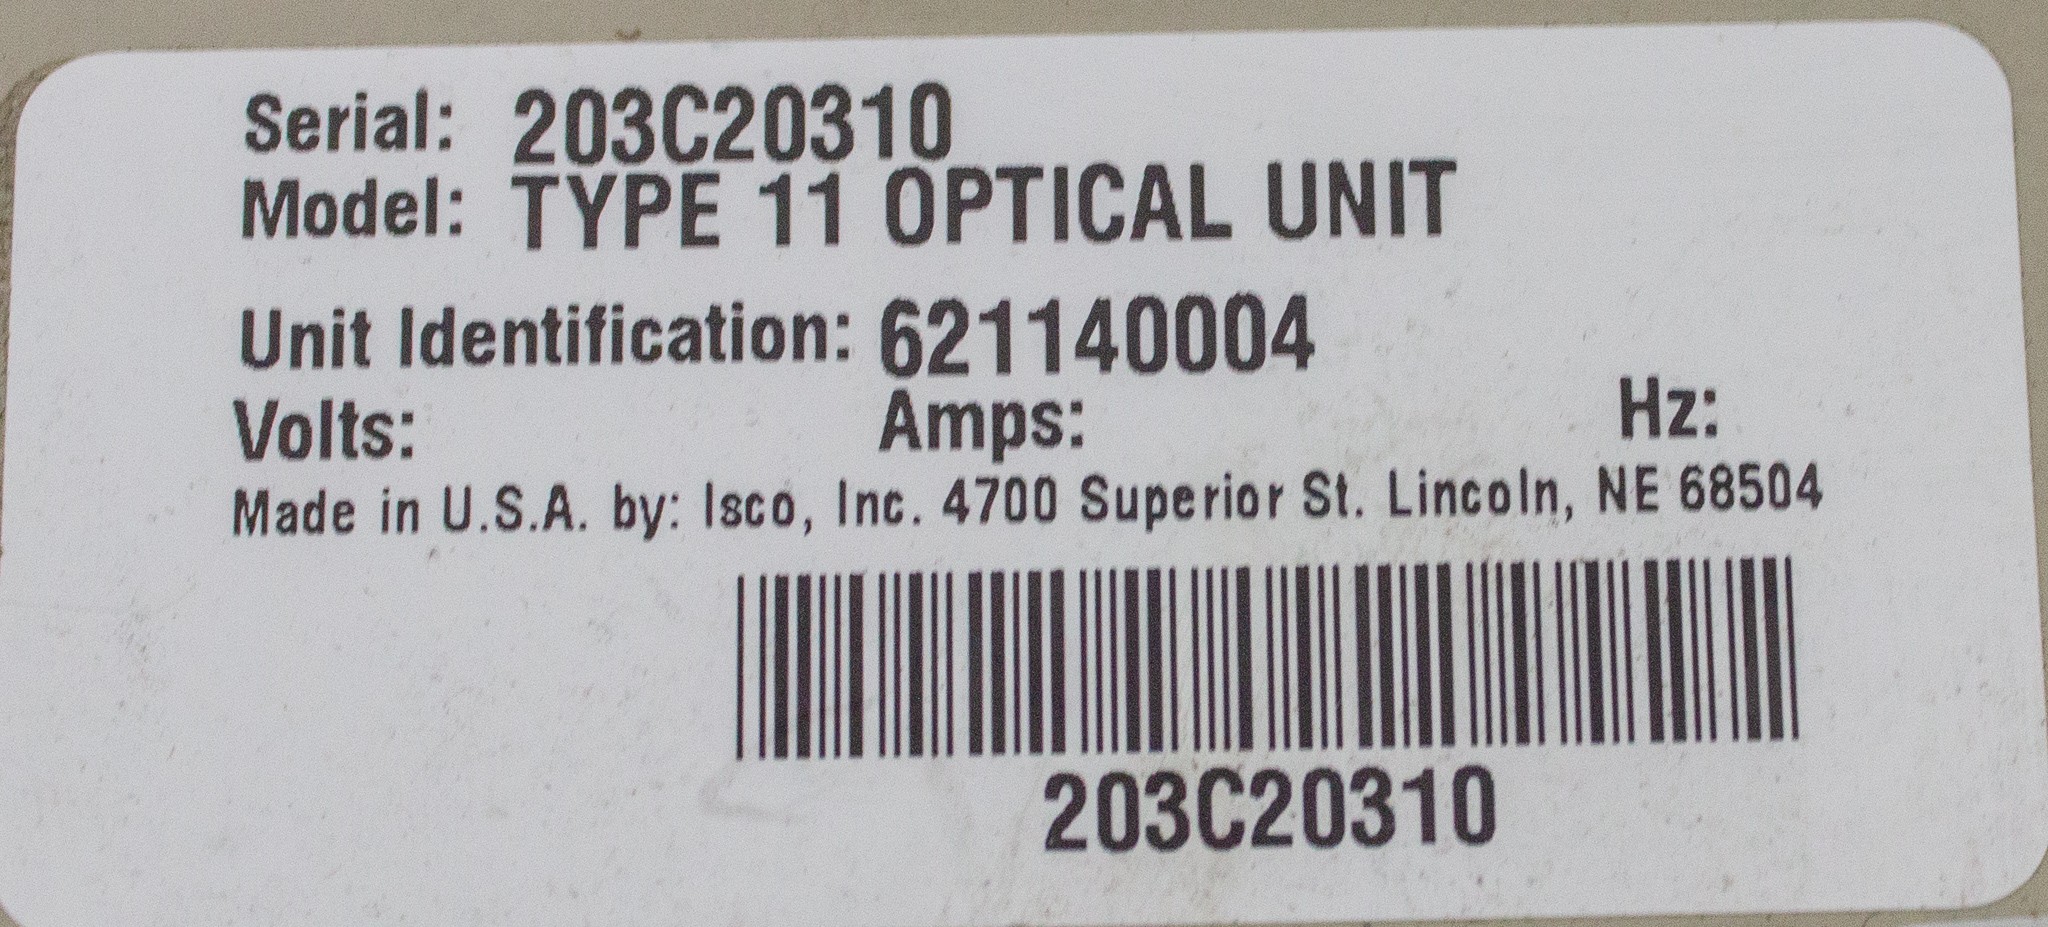 Serial: 203C20310
Model: TYPE 11 OPTICAL UNIT
Unit Identification: 621140004
Volts: Amps: Hz:
Made in U.S.A. by: Isco, Inc. 4700 Superior St. Lincoln, NE 68504
203C20310